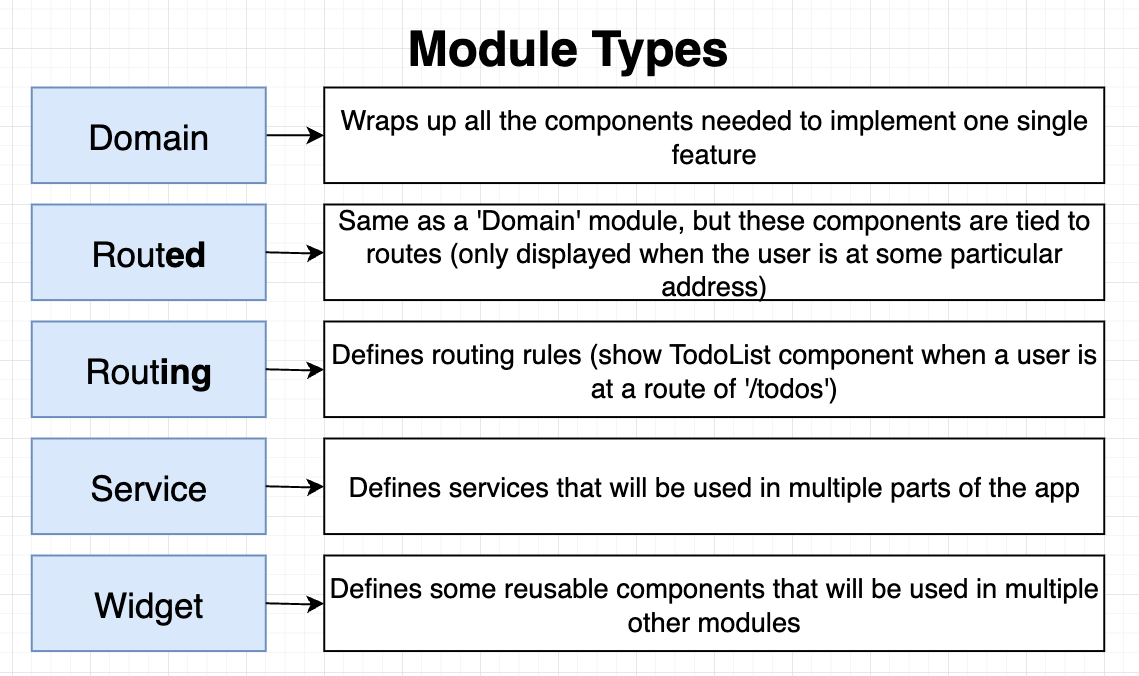 Module Types
Domain
Wraps up all the components needed to implement one single
feature
Routed
Same as a 'Domain' module, but these components are tied to
routes (only displayed when the user is at some particular
address)
Routing
Defines routing rules (show TodoList component when a user is
at a route of '/todos')
Service
Defines services that will be used in multiple parts of the app
Widget
Defines some reusable components that will be used in multiple
other modules